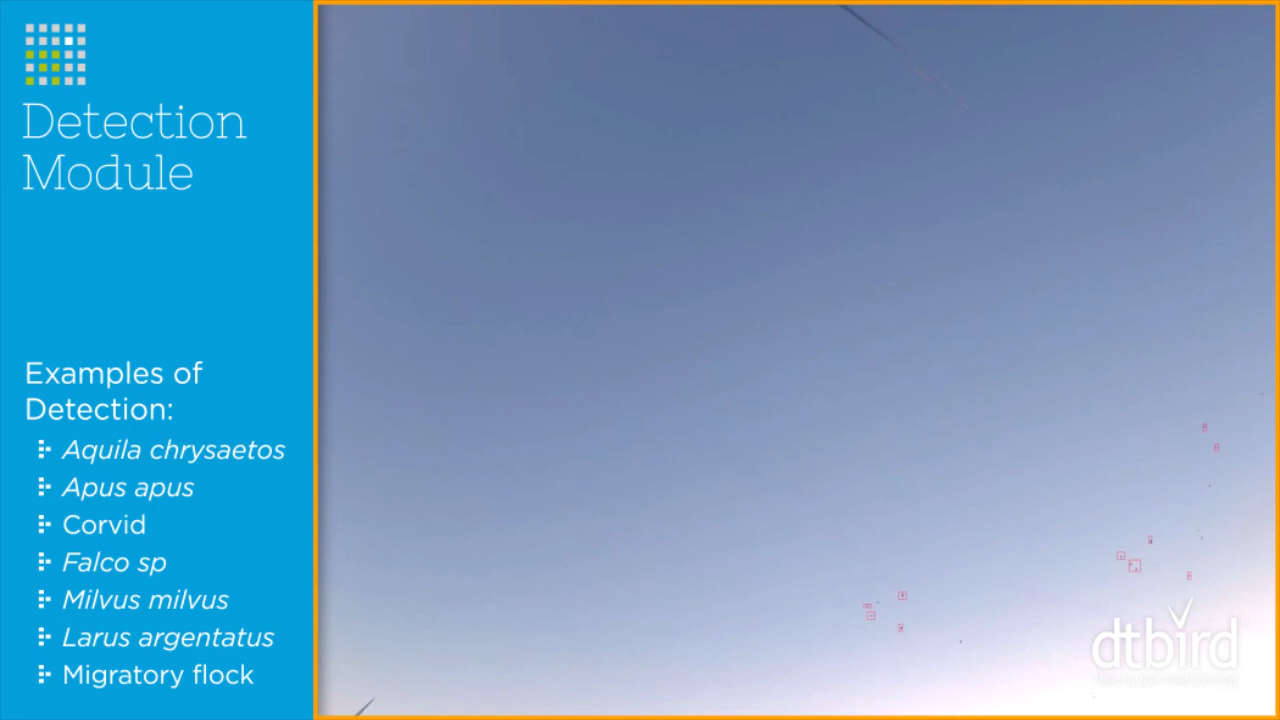 Detection
Module
Examples of
Detection:
Aquila chrysaetos
Apus apus
Corvid
Falco sp
Milvus milvus
Larus argentatus
Migratory flock
dtbird